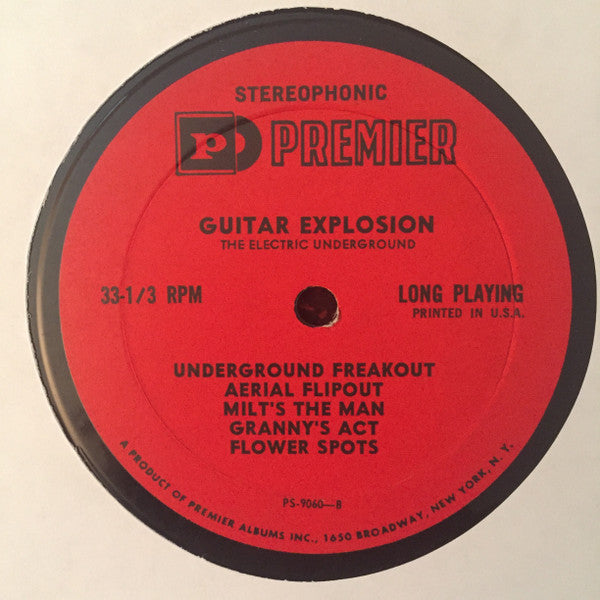 STEREOPHONIC
P PREMIER
GUITAR EXPLOSION
THE ELECTRIC UNDERGROUND
33-1/3 RPM
LONG PLAYING
PRINTED IN U.S.A.
UNDERGROUND FREAKOUT
AERIAL FLIPOUT
MILT'S THE MAN
GRANNY'S ACT
FLOWER SPOTS
PS-9060—B
A PRODUCT OF PREMIER ALBUMS INC., 1650 BROADWAY, NEW YORK, N. Y.